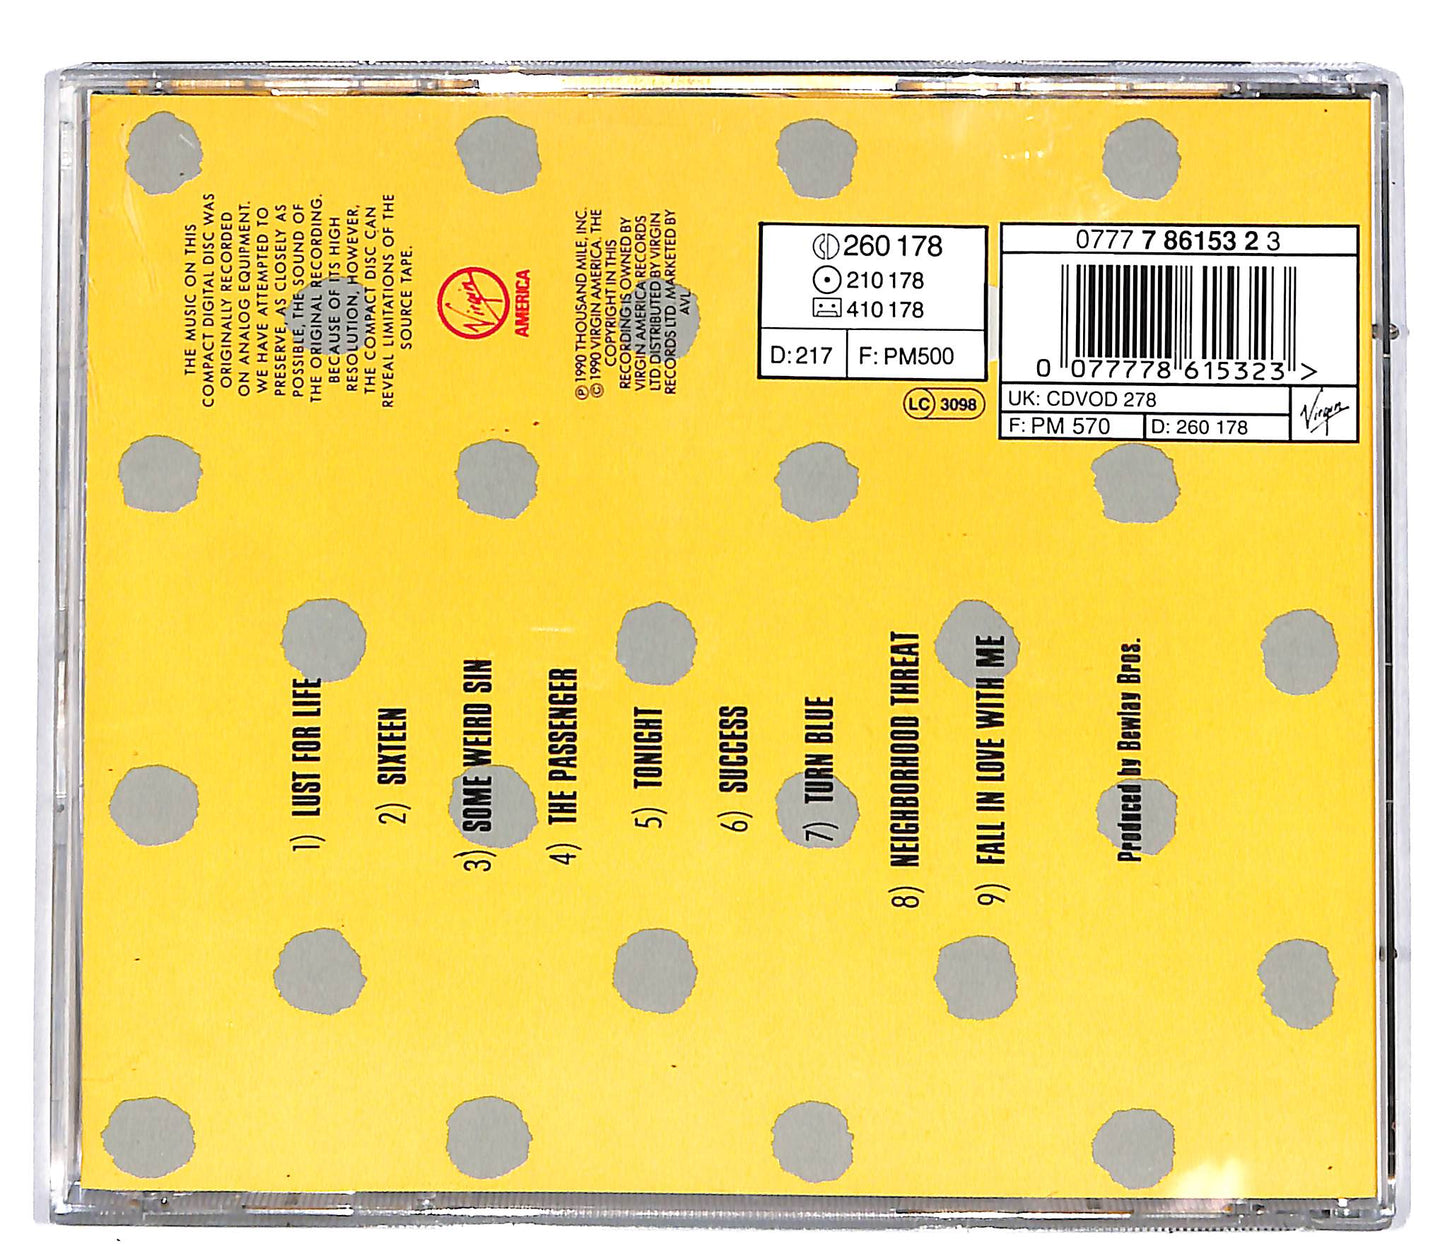 THE MUSIC ON THIS
COMPACT DIGITAL DISC WAS
ORIGINALLY RECORDED
ON ANALOG EQUIPMENT.
WE HAVE ATTEMPTED TO
PRESERVE, AS CLOSELY AS
POSSIBLE, THE SOUND OF
THE ORIGINAL RECORDING.
BECAUSE OF ITS HIGH
RESOLUTION, HOWEVER,
THE COMPACT DISC CAN
REVEAL LIMITATIONS OF THE
SOURCE TAPE.
Virgin
AMERICA
℗ 1990 THOUSAND MILE, INC.
© 1990 VIRGIN AMERICA. THE
COPYRIGHT IN THIS
RECORDING IS OWNED BY
VIRGIN AMERICA RECORDS
LTD. DISTRIBUTED BY VIRGIN
RECORDS LTD. MARKETED BY
AVL.
CD 260 178
210 178
410 178
D: 217 F: PM500
LC 3098
0777 7 86153 2 3
0 077778 615323 >
UK: CDVOD 278
F: PM 570 D: 260 178
Virgin
1) LUST FOR LIFE
2) SIXTEEN
3) SOME WEIRD SIN
4) THE PASSENGER
5) TONIGHT
6) SUCCESS
7) TURN BLUE
8) NEIGHBORHOOD THREAT
9) FALL IN LOVE WITH ME
Produced by Bewlay Bros.